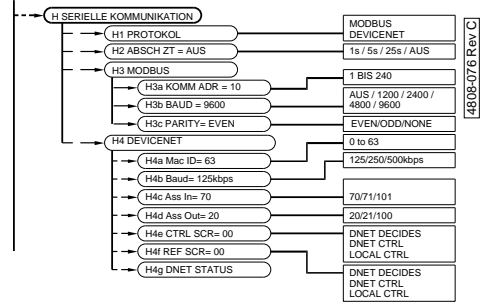 H SERIELLE KOMMUNIKATION
H1 PROTOKOL
MODBUS
DEVICENET
H2 ABSCH ZT = AUS
1s / 5s / 25s / AUS
H3 MODBUS
H3a KOMM ADR = 10
1 BIS 240
H3b BAUD = 9600
AUS / 1200 / 2400 /
4800 / 9600
H3c PARITY= EVEN
EVEN/ODD/NONE
H4 DEVICENET
H4a Mac ID= 63
0 to 63
H4b Baud= 125kbps
125/250/500kbps
H4c Ass In= 70
70/71/101
H4d Ass Out= 20
20/21/100
H4e CTRL SCR= 00
DNET DECIDES
DNET CTRL
LOCAL CTRL
H4f REF SCR= 00
DNET DECIDES
DNET CTRL
LOCAL CTRL
H4g DNET STATUS
4808-076 Rev C